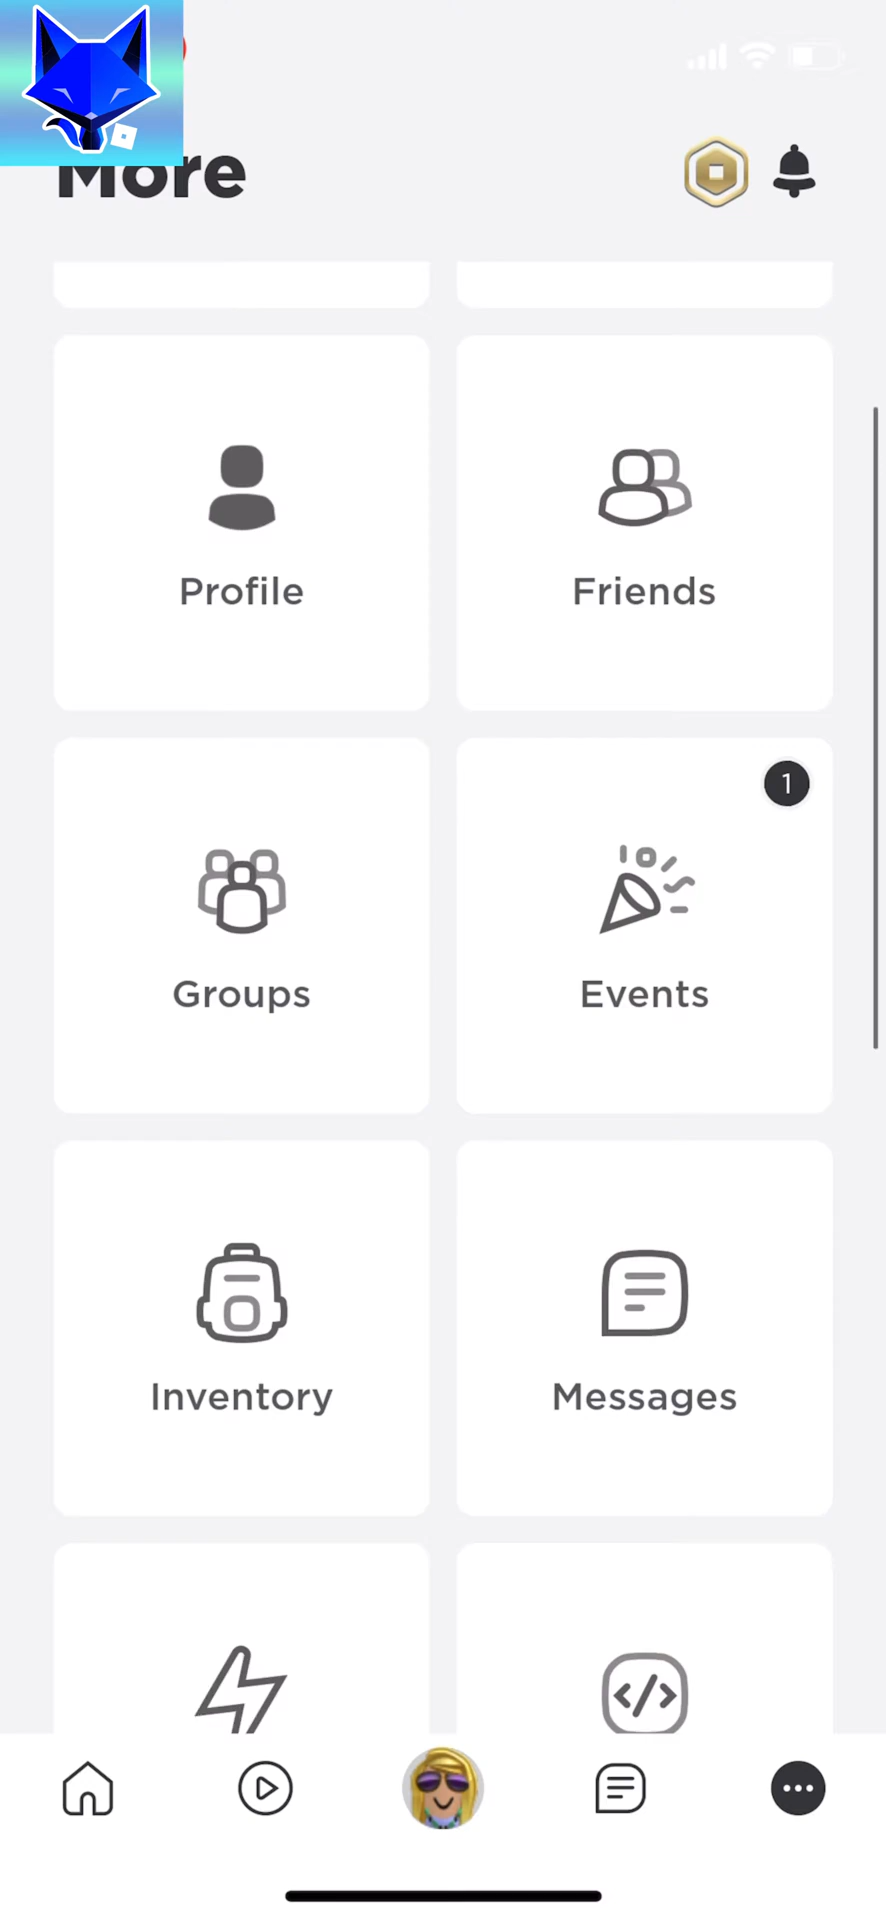 More
Profile
Friends
1
Groups
Events
Inventory
Messages